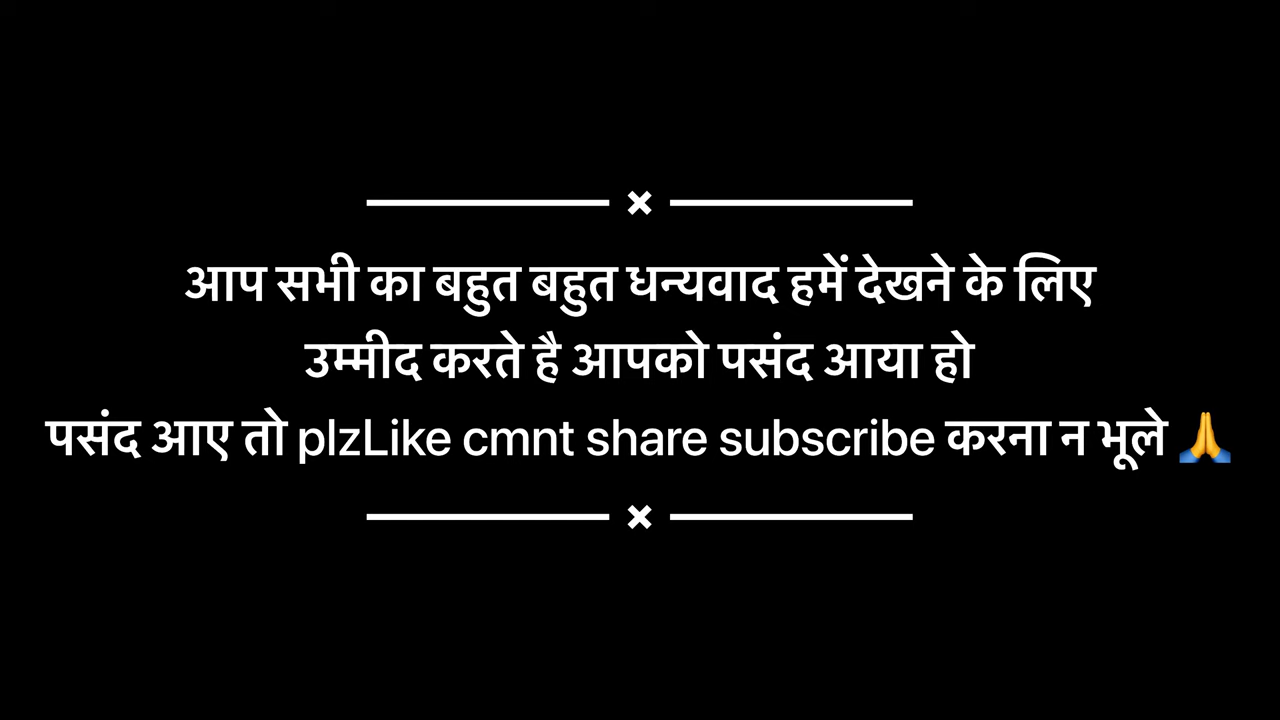 आप सभी का बहुत बहुत धन्यवाद हमें देखने के लिए
उम्मीद करते है आपको पसंद आया हो
पसंद आए तो plzLike cmnt share subscribe करना न भूले 🙏